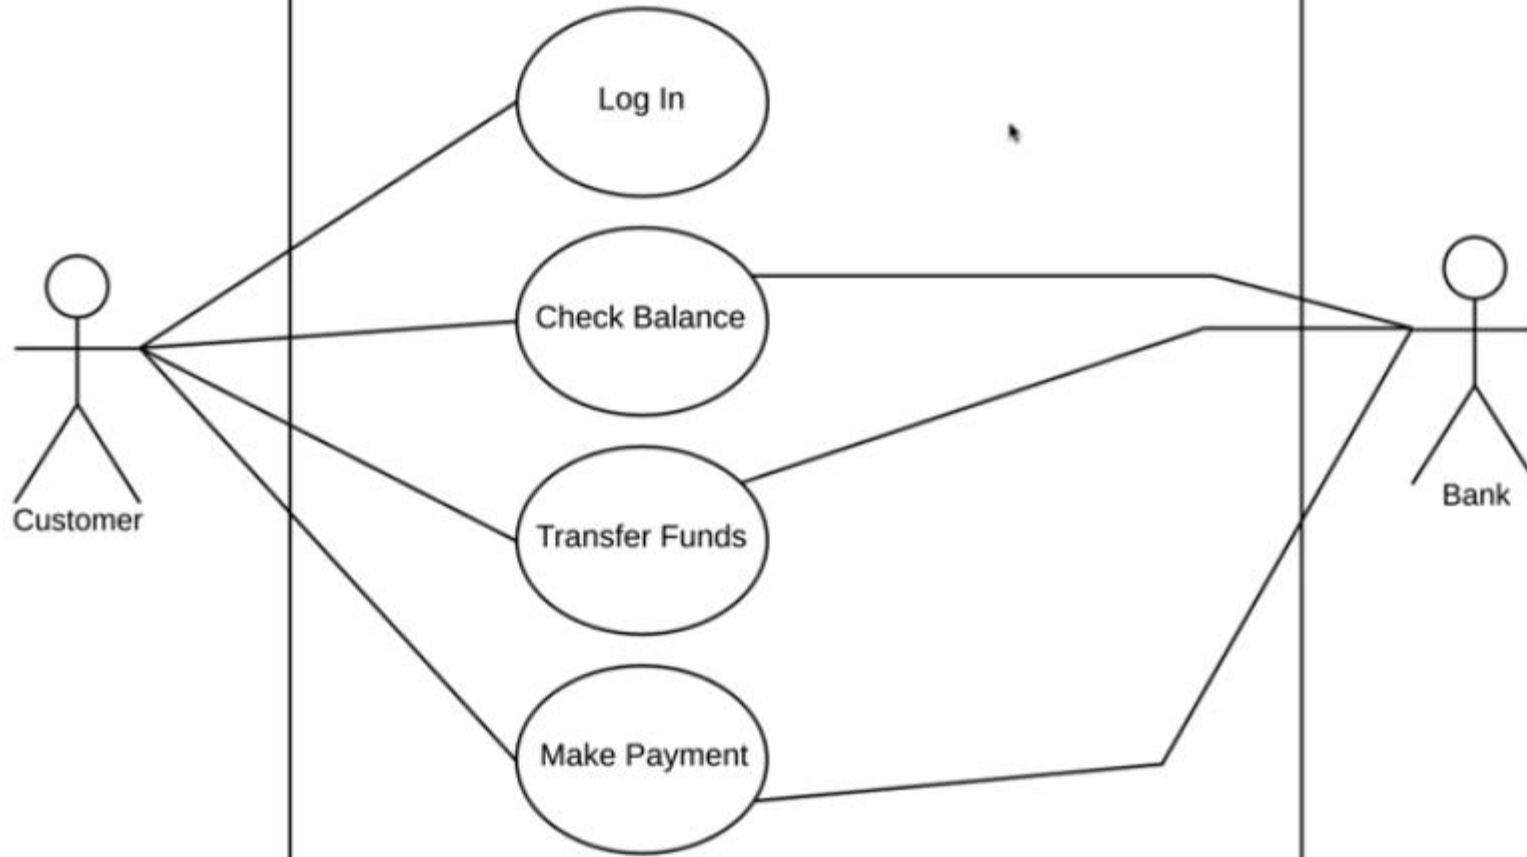 Log In
Check Balance
Transfer Funds
Make Payment
Customer
Bank